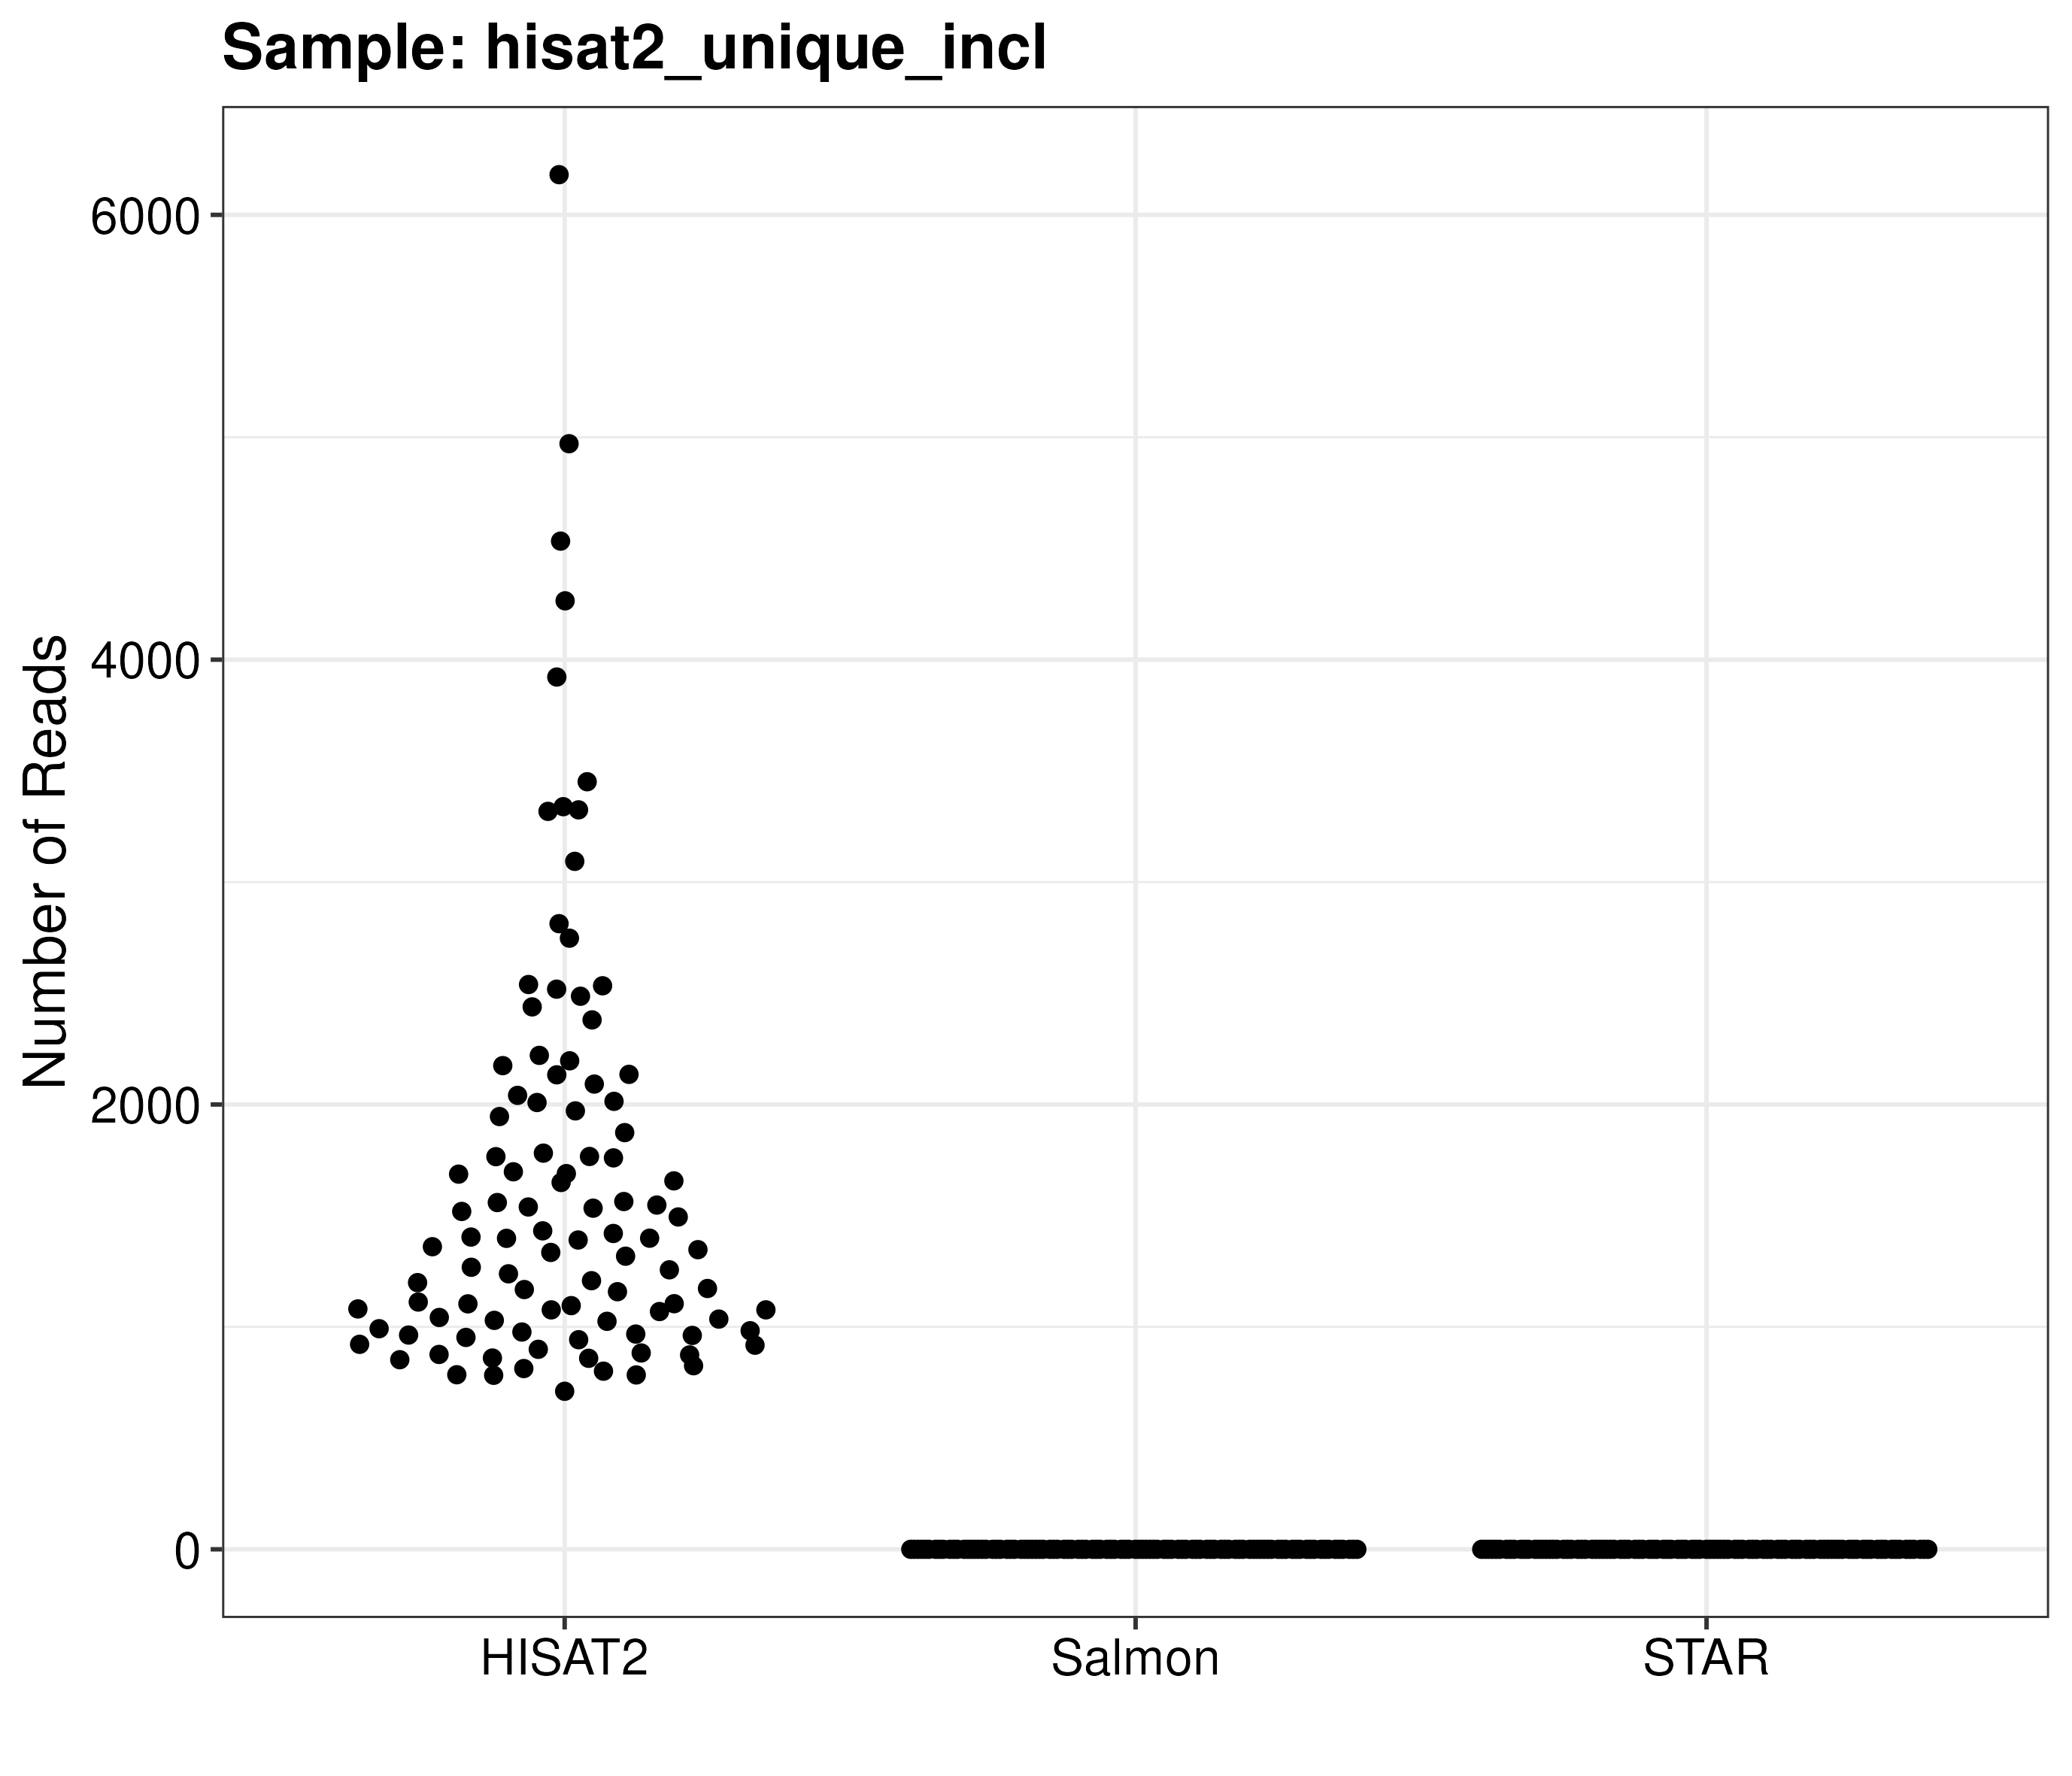 Sample: hisat2_unique_incl
Number of Reads
6000
4000
2000
0
HISAT2
Salmon
STAR